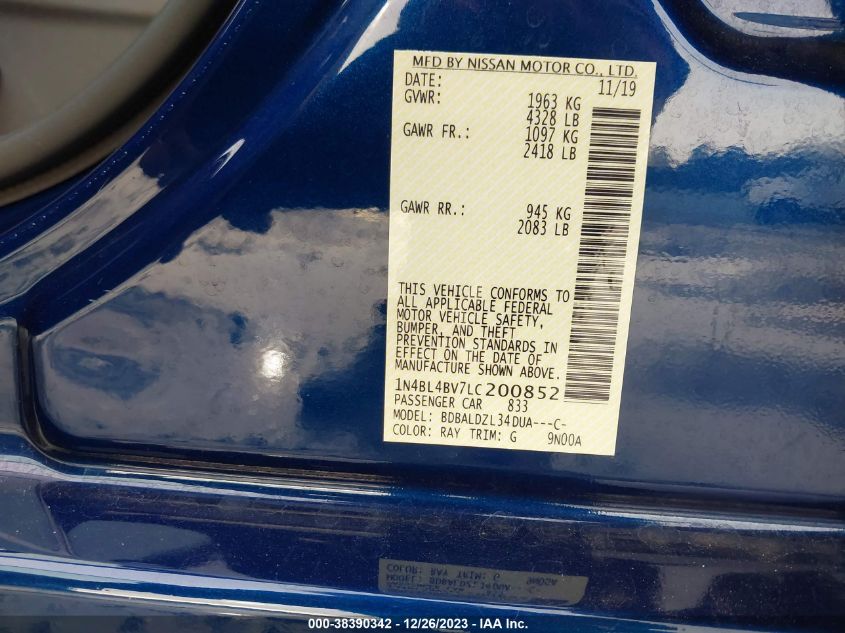 MFD BY NISSAN MOTOR CO., LTD.
DATE: 11/19
GVWR: 1963 KG
4328 LB
GAWR FR.: 1097 KG
2418 LB
GAWR RR.: 945 KG
2083 LB
THIS VEHICLE CONFORMS TO
ALL APPLICABLE FEDERAL
MOTOR VEHICLE SAFETY,
BUMPER, AND THEFT
PREVENTION STANDARDS IN
EFFECT ON THE DATE OF
MANUFACTURE SHOWN ABOVE.
1N4BL4BV7LC200852
PASSENGER CAR 833
MODEL: BDBALDZL34DUA---C-
COLOR: RAY TRIM: G 9N00A
000-38390342 - 12/26/2023 - IAA Inc.